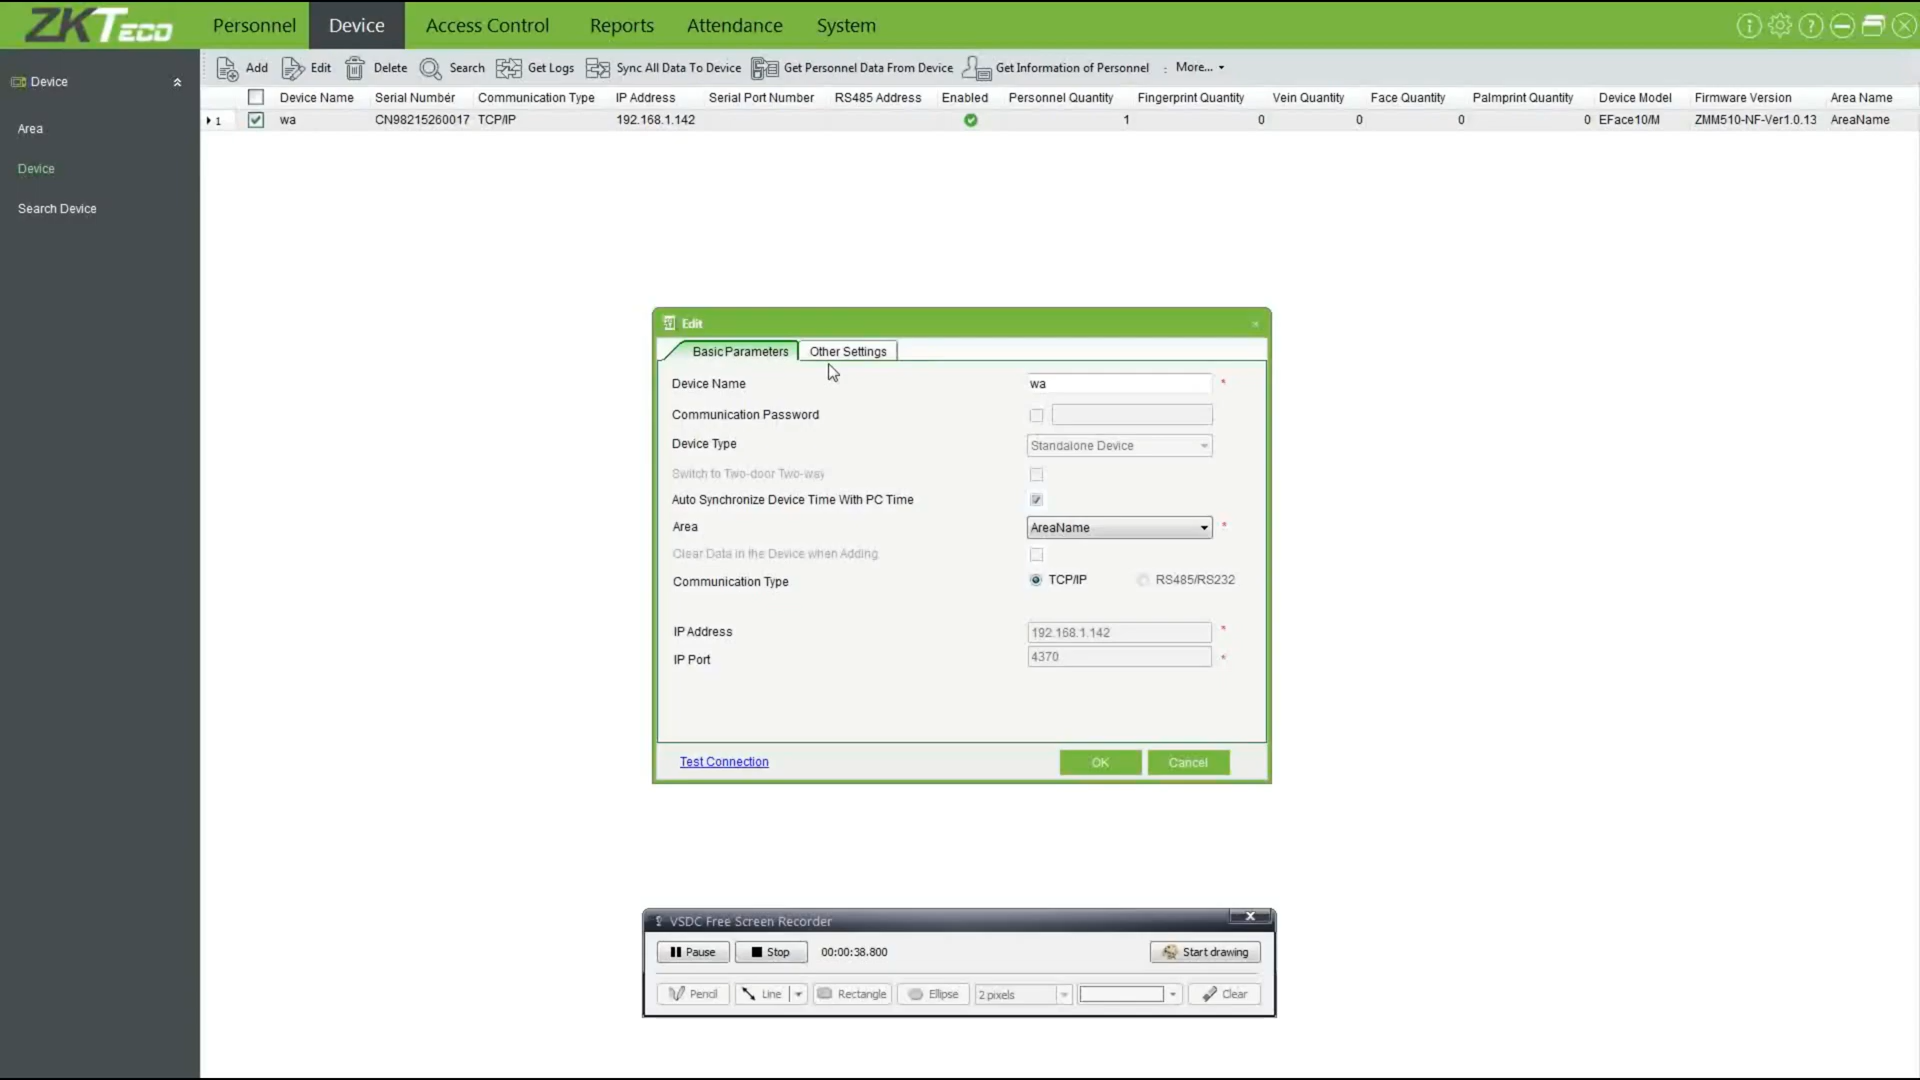 ZKTeco Personnel Device Access Control Reports Attendance System
Device
Area
Device
Search Device
Add Edit Delete Search Get Logs Sync All Data To Device Get Personnel Data From Device Get Information of Personnel : More...
Device Name Serial Number Communication Type IP Address Serial Port Number RS485 Address Enabled Personnel Quantity Fingerprint Quantity Vein Quantity Face Quantity Palmprint Quantity Device Model Firmware Version Area Name
1 wa CN98215260017 TCP/IP 192.168.1.142 1 0 0 0 0 EFace10/M ZMM510-NF-Ver1.0.13 AreaName
Edit
Basic Parameters Other Settings
Device Name wa *
Communication Password
Device Type Standalone Device
Switch to Two-door Two-way
Auto Synchronize Device Time With PC Time
Area AreaName *
Clear Data in the Device when Adding
Communication Type TCP/IP RS485/RS232
IP Address 192.168.1.142 *
IP Port 4370 *
Test Connection OK Cancel
VSDC Free Screen Recorder
Pause Stop 00:00:38.800 Start drawing
Pencil Line Rectangle Ellipse 2 pixels Clear